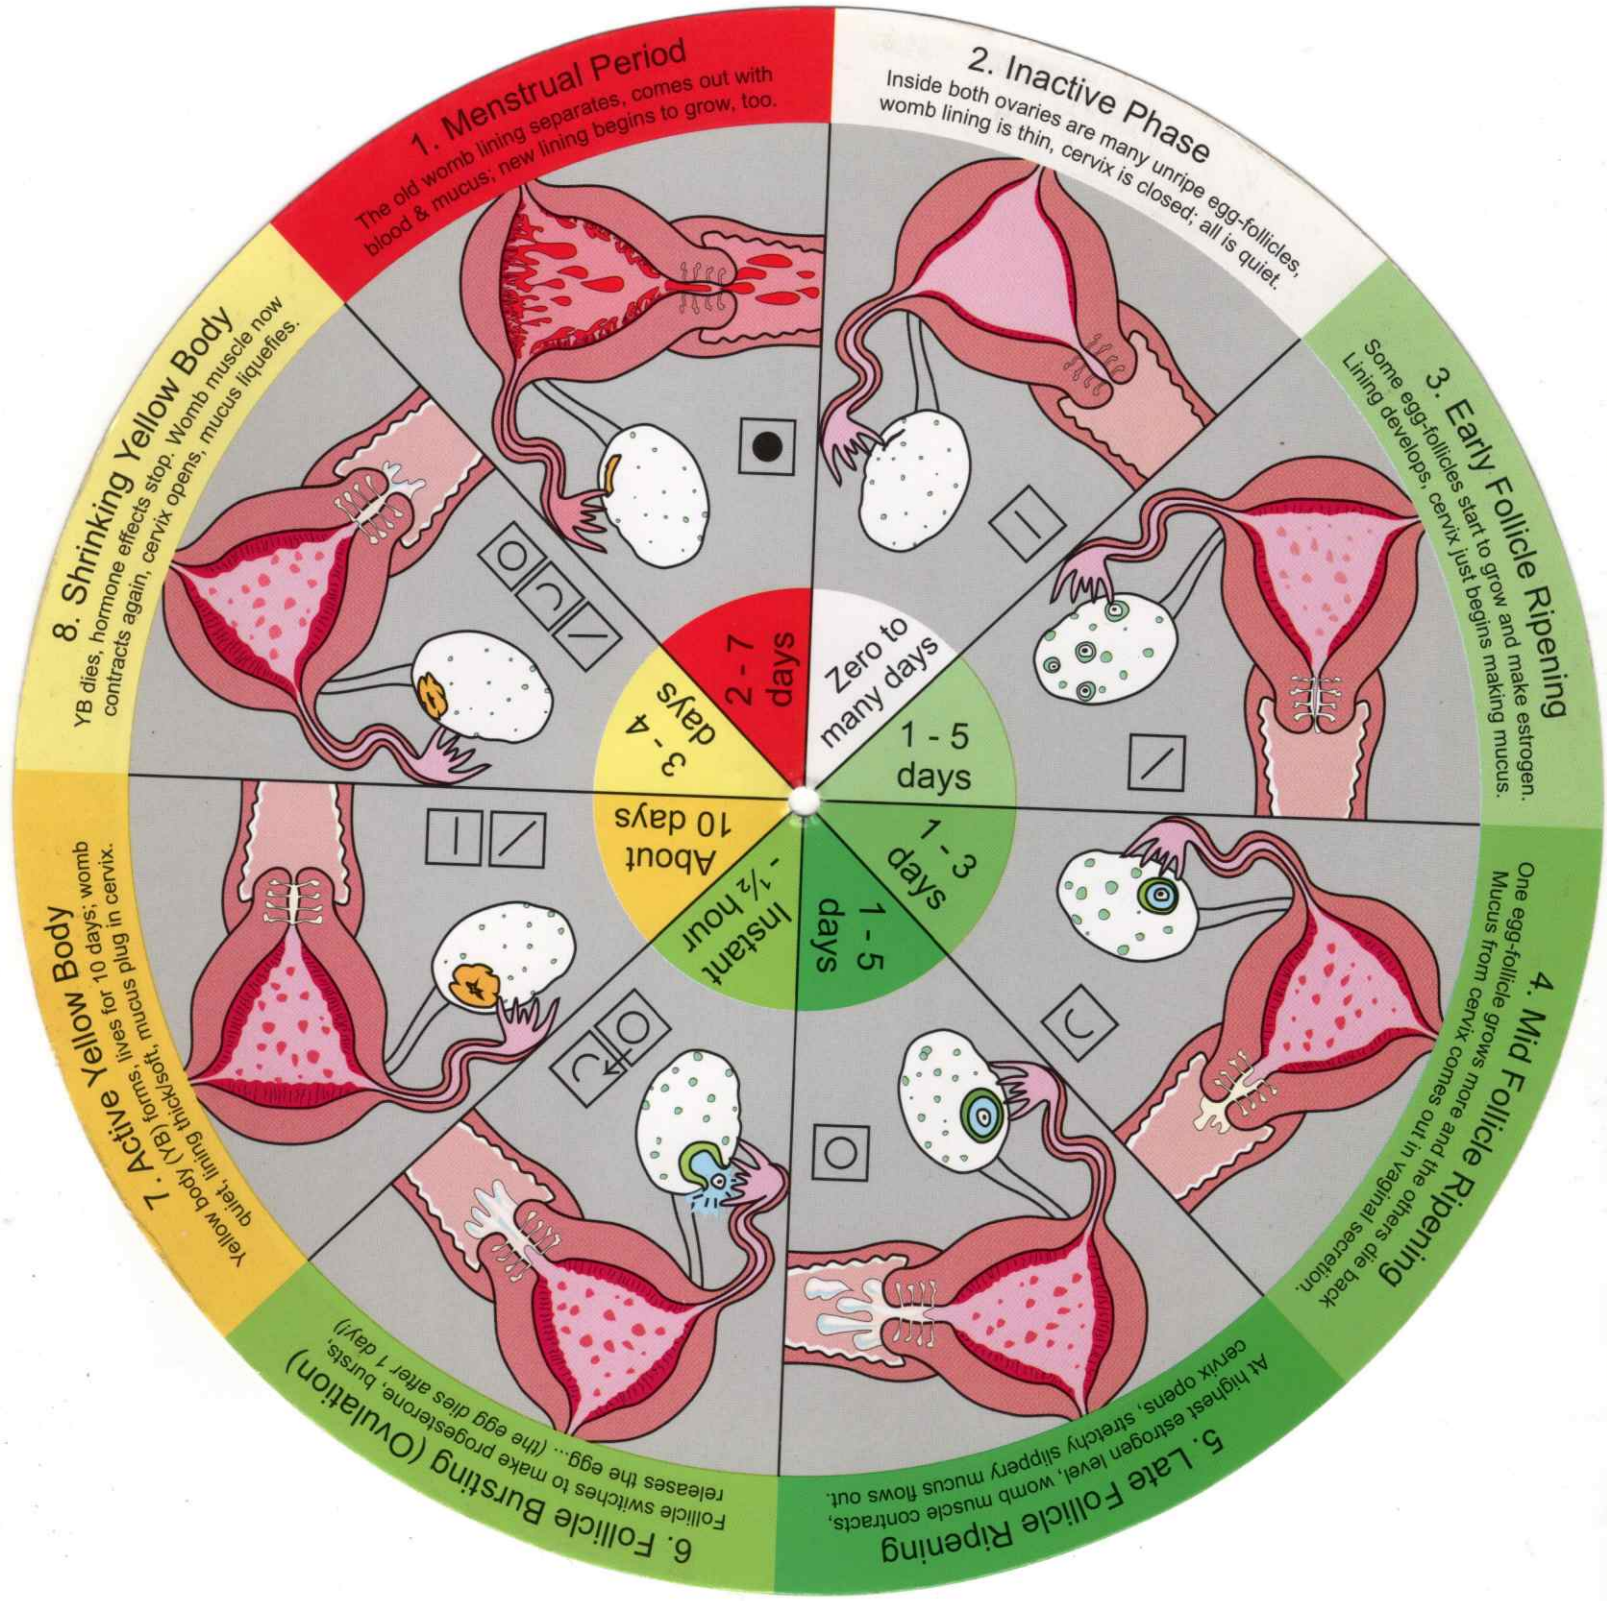 1. Menstrual Period
The old womb lining separates, comes out with
blood & mucus; new lining begins to grow, too.
2 - 7
days
2. Inactive Phase
Inside both ovaries are many unripe egg-follicles,
womb lining is thin, cervix is closed; all is quiet.
Zero to
many days
3. Early Follicle Ripening
Some egg-follicles start to grow and make estrogen.
Lining develops, cervix just begins making mucus.
1 - 5
days
4. Mid Follicle Ripening
One egg-follicle grows more and the others die back
Mucus from cervix comes out in vaginal secretion.
1 - 3
days
5. Late Follicle Ripening
At highest estrogen level, womb muscle contracts,
cervix opens, stretchy slippery mucus flows out.
1 - 5
days
6. Follicle Bursting (Ovulation)
Follicle switches to make progesterone, bursts,
releases the egg... (the egg dies after 1 day!)
Instant
- ½ hour
7. Active Yellow Body
Yellow body (YB) forms, lives for 10 days; womb
quiet, lining thick/soft, mucus plug in cervix.
About
10 days
8. Shrinking Yellow Body
YB dies, hormone effects stop. Womb muscle now
contracts again, cervix opens, mucus liquefies.
3 - 4
days